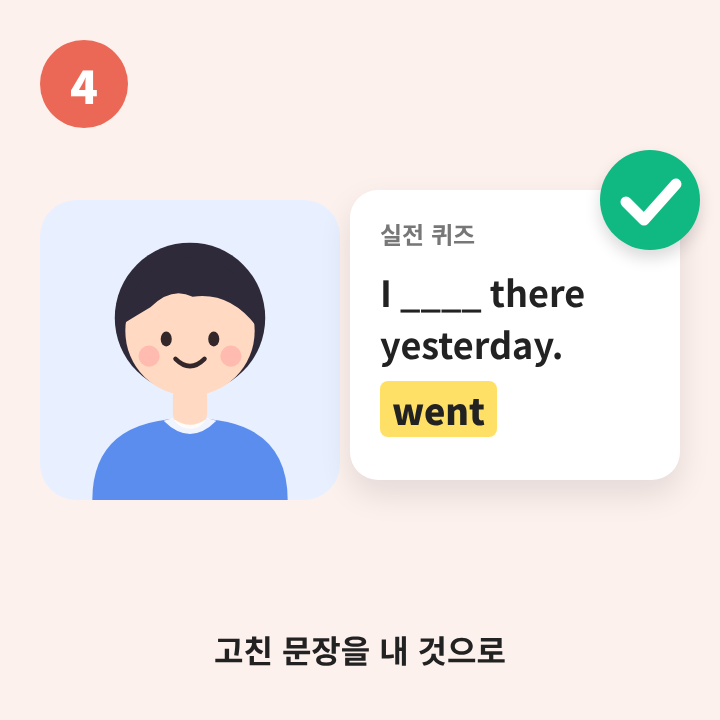 4
실전 퀴즈
I ____ there
yesterday.
went
고친 문장을 내 것으로